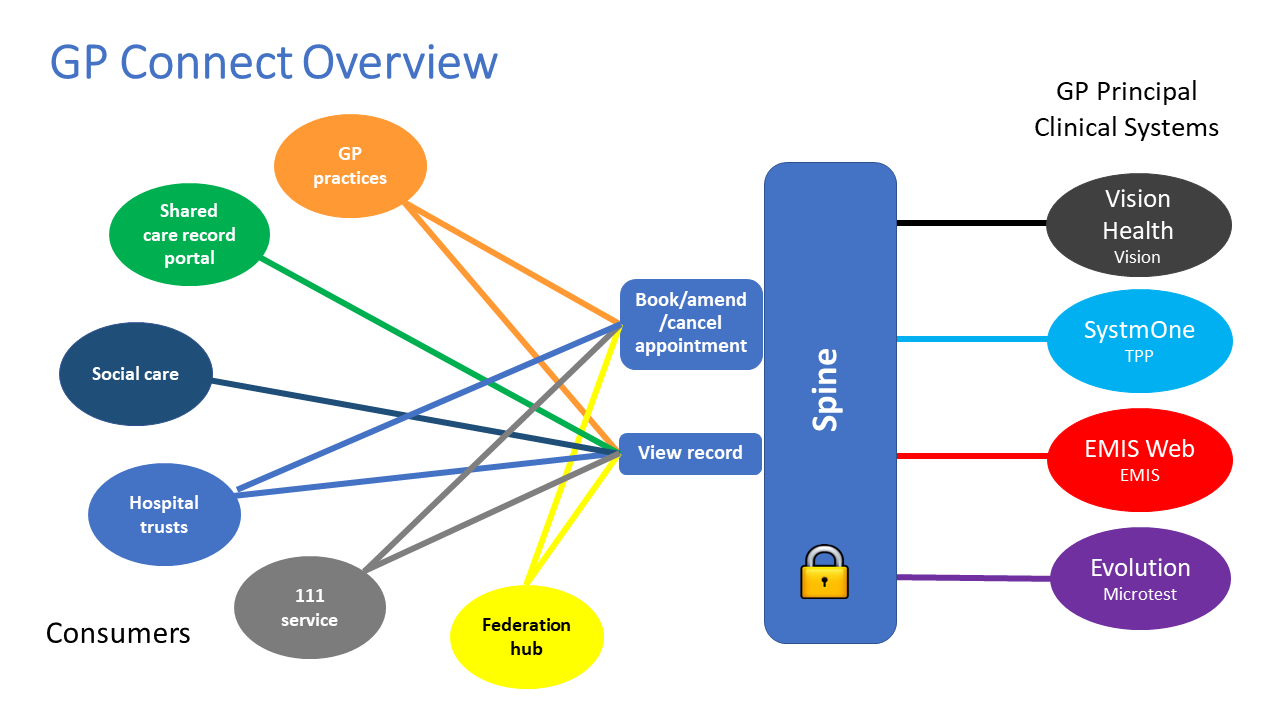 GP Connect Overview
GP Principal
Clinical Systems
GP
practices
Shared
care record
portal
Social care
Hospital
trusts
111
service
Federation
hub
Consumers
Book/amend
/cancel
appointment
View record
Spine
Vision
Health
Vision
SystmOne
TPP
EMIS Web
EMIS
Evolution
Microtest